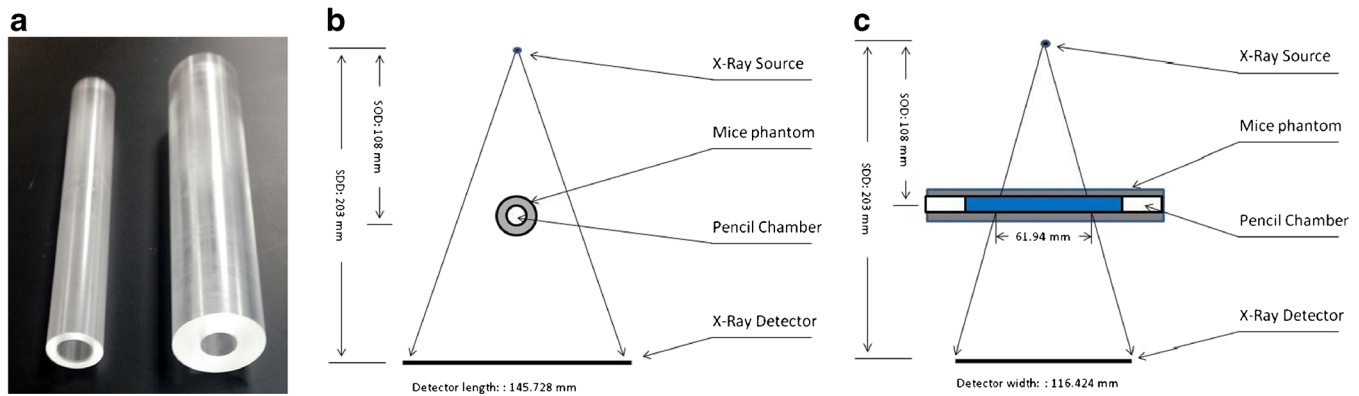 a
b
SDD: 203 mm
SOD: 108 mm
X-Ray Source
Mice phantom
Pencil Chamber
X-Ray Detector
Detector length: : 145.728 mm
c
SDD: 203 mm
SOD: 108 mm
X-Ray Source
Mice phantom
Pencil Chamber
61.94 mm
X-Ray Detector
Detector width: : 116.424 mm